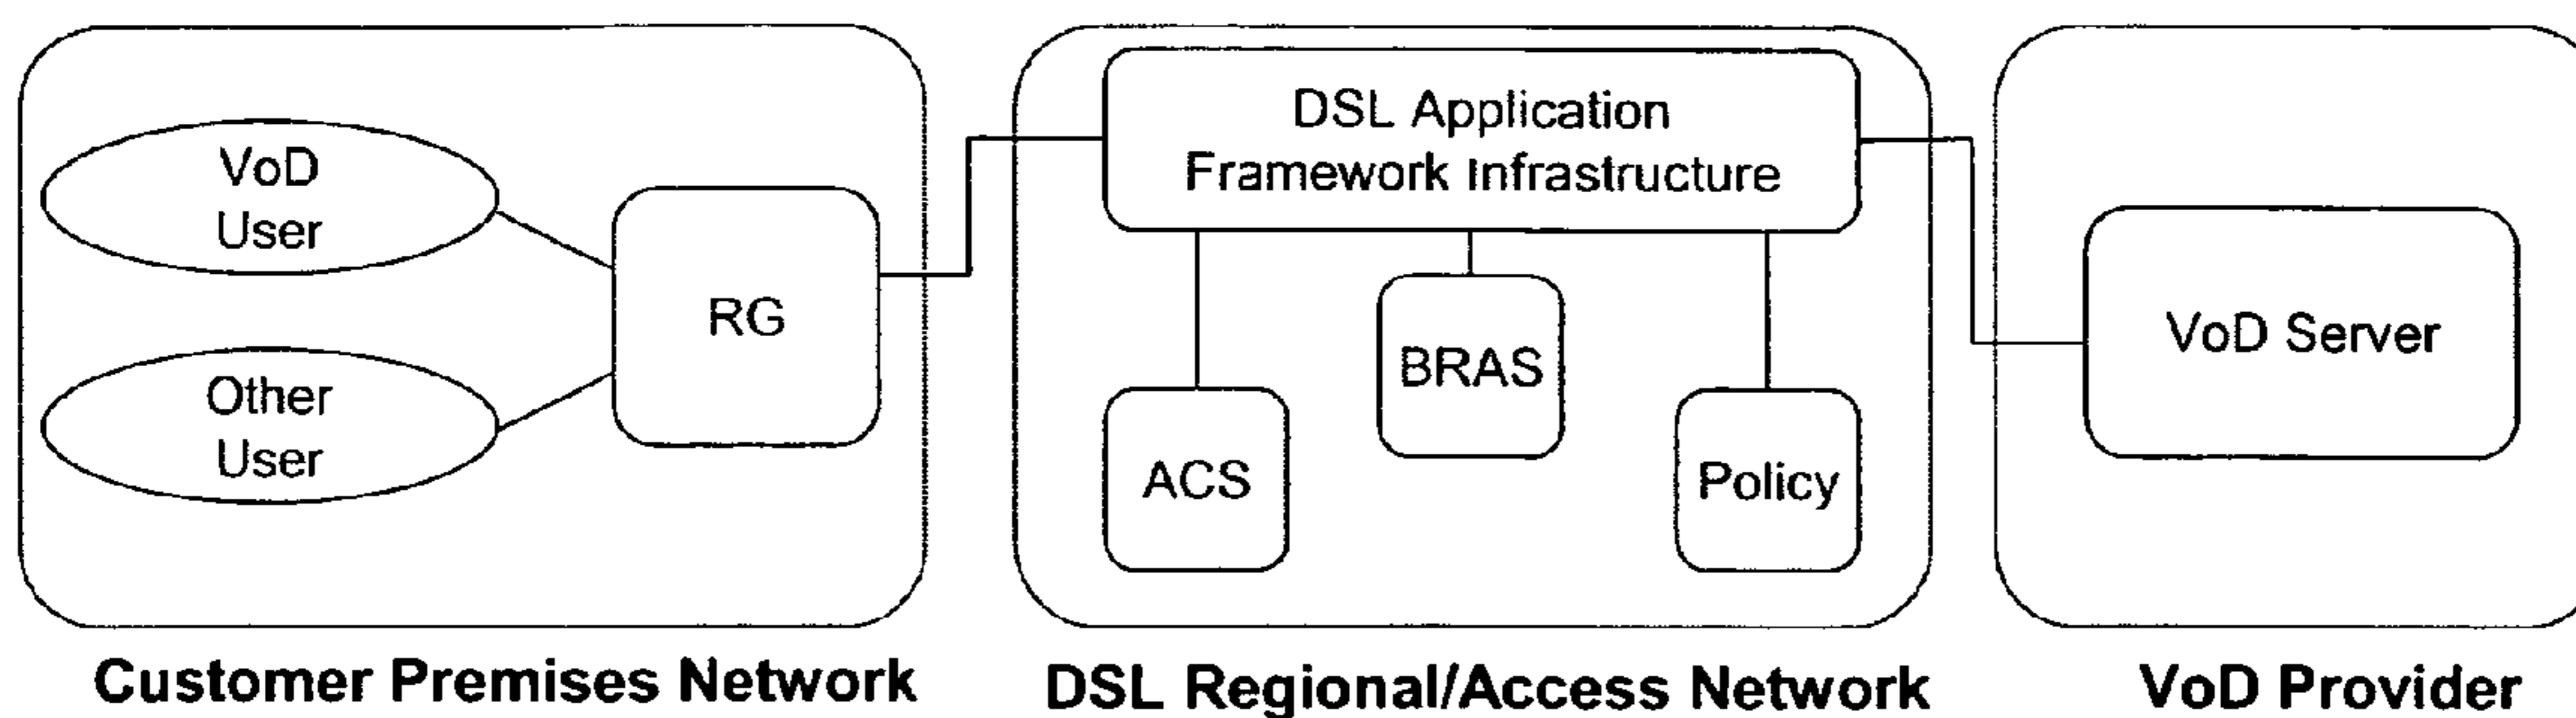 VoD
User
Other
User
RG
DSL Application
Framework Infrastructure
ACS
BRAS
Policy
VoD Server
Customer Premises Network
DSL Regional/Access Network
VoD Provider